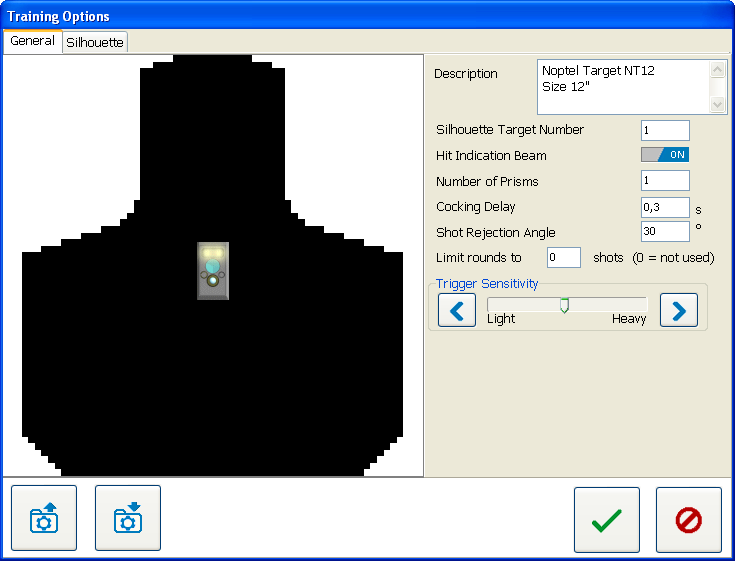 Training Options
General
Silhouette
Description
Noptel Target NT12
Size 12"
Silhouette Target Number
1
Hit Indication Beam
ON
Number of Prisms
1
Cocking Delay
0,3
s
Shot Rejection Angle
30
°
Limit rounds to
0
shots (0 = not used)
Trigger Sensitivity
Light
Heavy